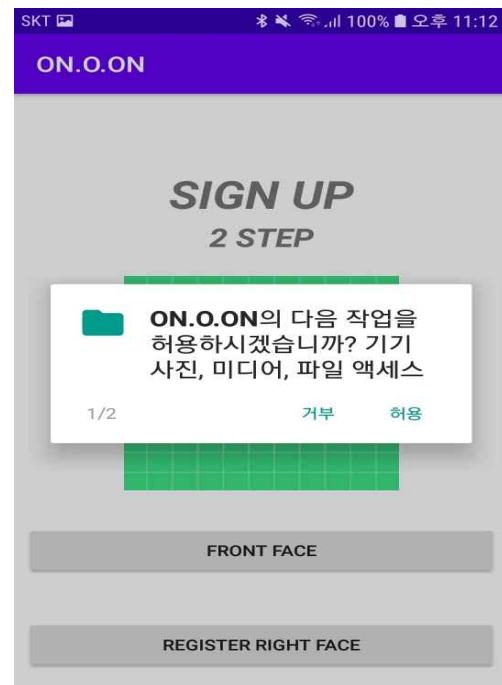 SKT 100% 오후 11:12
ON.O.ON
SIGN UP
2 STEP
ON.O.ON의 다음 작업을
허용하시겠습니까? 기기
사진, 미디어, 파일 액세스
1/2 거부 허용
FRONT FACE
REGISTER RIGHT FACE